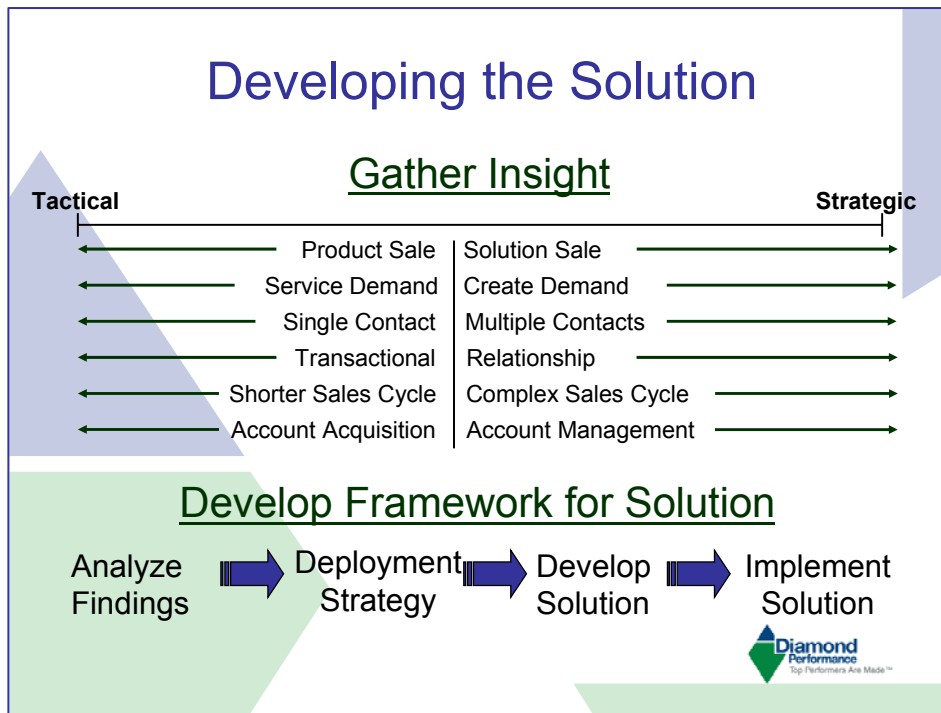 Developing the Solution
Gather Insight
Tactical Strategic
Product Sale Solution Sale
Service Demand Create Demand
Single Contact Multiple Contacts
Transactional Relationship
Shorter Sales Cycle Complex Sales Cycle
Account Acquisition Account Management
Develop Framework for Solution
Analyze
Findings
Deployment
Strategy
Develop
Solution
Implement
Solution
Diamond
Performance
Top Performers Are Made™